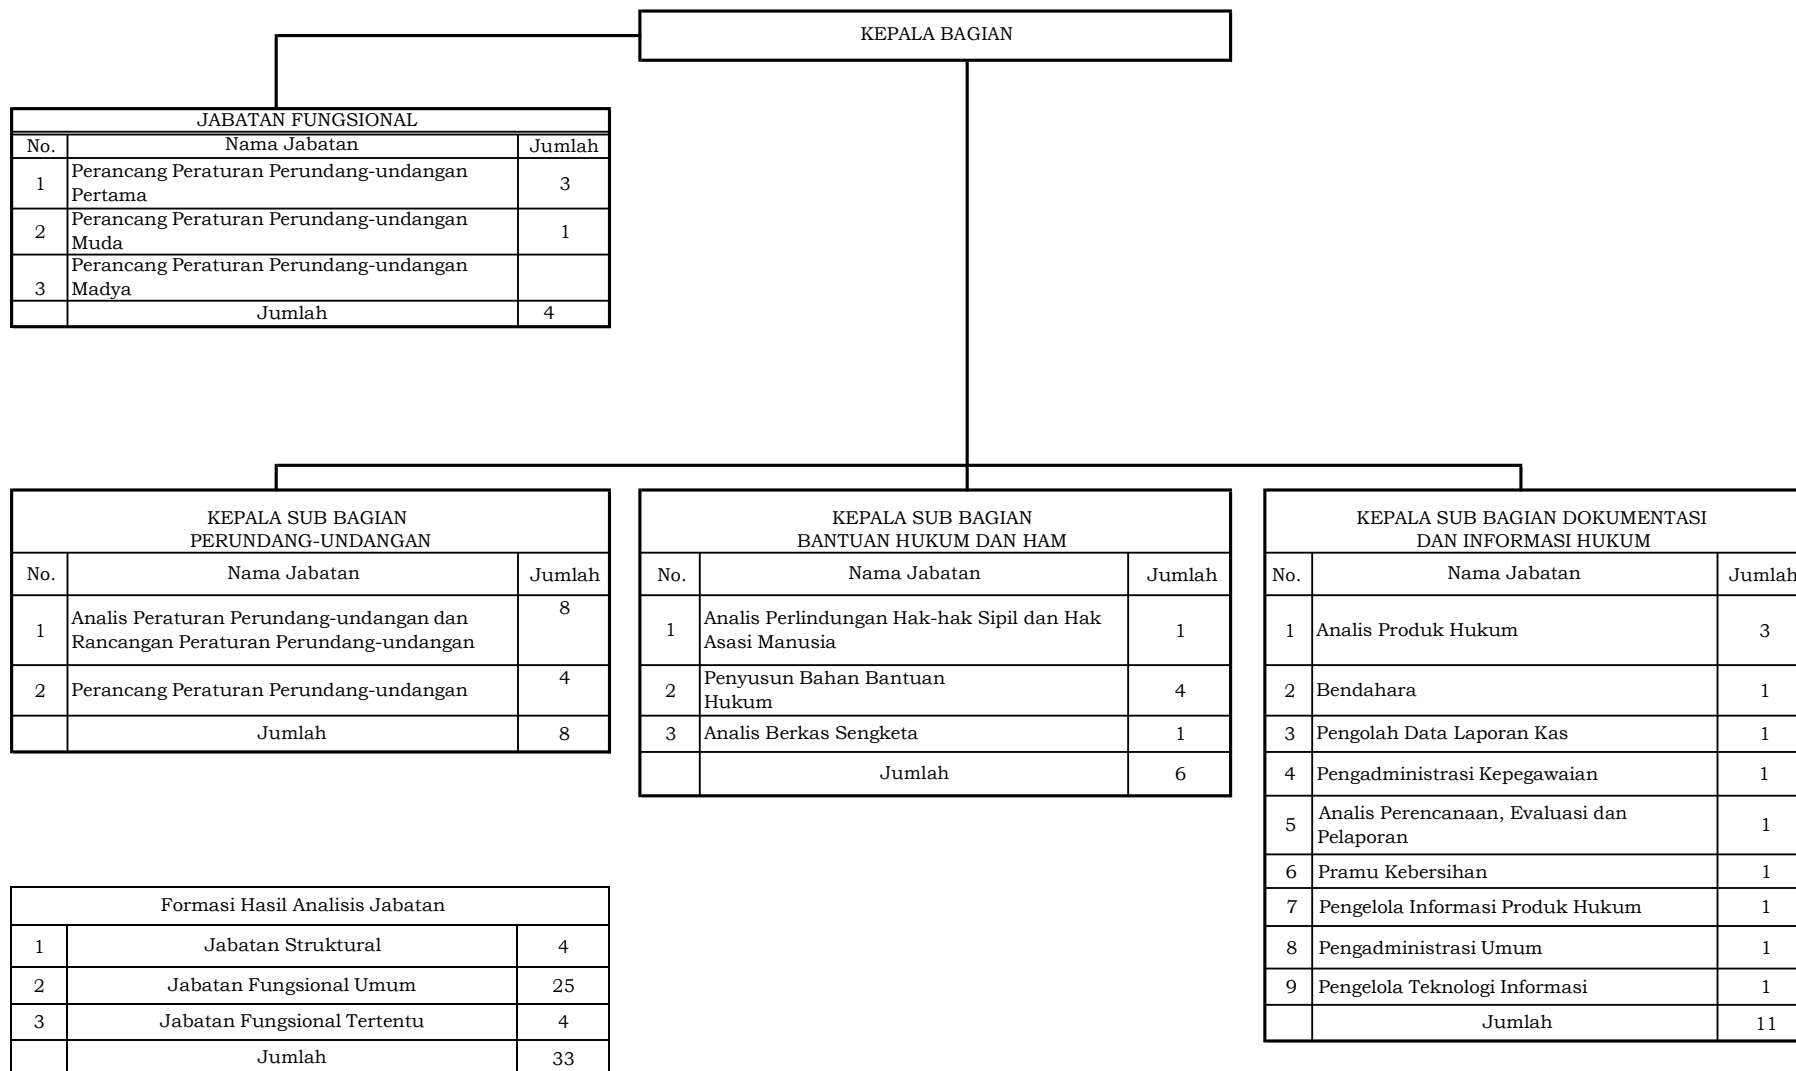 KEPALA BAGIAN
JABATAN FUNGSIONAL
No. Nama Jabatan Jumlah
1 Perancang Peraturan Perundang-undangan
Pertama 3
2 Perancang Peraturan Perundang-undangan
Muda 1
Perancang Peraturan Perundang-undangan
3 Madya
Jumlah 4
KEPALA SUB BAGIAN
PERUNDANG-UNDANGAN
No. Nama Jabatan Jumlah
1 Analis Peraturan Perundang-undangan dan
Rancangan Peraturan Perundang-undangan 8
2 Perancang Peraturan Perundang-undangan 4
Jumlah 8
KEPALA SUB BAGIAN
BANTUAN HUKUM DAN HAM
No. Nama Jabatan Jumlah
1 Analis Perlindungan Hak-hak Sipil dan Hak
Asasi Manusia 1
2 Penyusun Bahan Bantuan
Hukum 4
3 Analis Berkas Sengketa 1
Jumlah 6
KEPALA SUB BAGIAN DOKUMENTASI
DAN INFORMASI HUKUM
No. Nama Jabatan Jumlah
1 Analis Produk Hukum 3
2 Bendahara 1
3 Pengolah Data Laporan Kas 1
4 Pengadministrasi Kepegawaian 1
5 Analis Perencanaan, Evaluasi dan
Pelaporan 1
6 Pramu Kebersihan 1
7 Pengelola Informasi Produk Hukum 1
8 Pengadministrasi Umum 1
9 Pengelola Teknologi Informasi 1
Jumlah 11
Formasi Hasil Analisis Jabatan
1 Jabatan Struktural 4
2 Jabatan Fungsional Umum 25
3 Jabatan Fungsional Tertentu 4
Jumlah 33